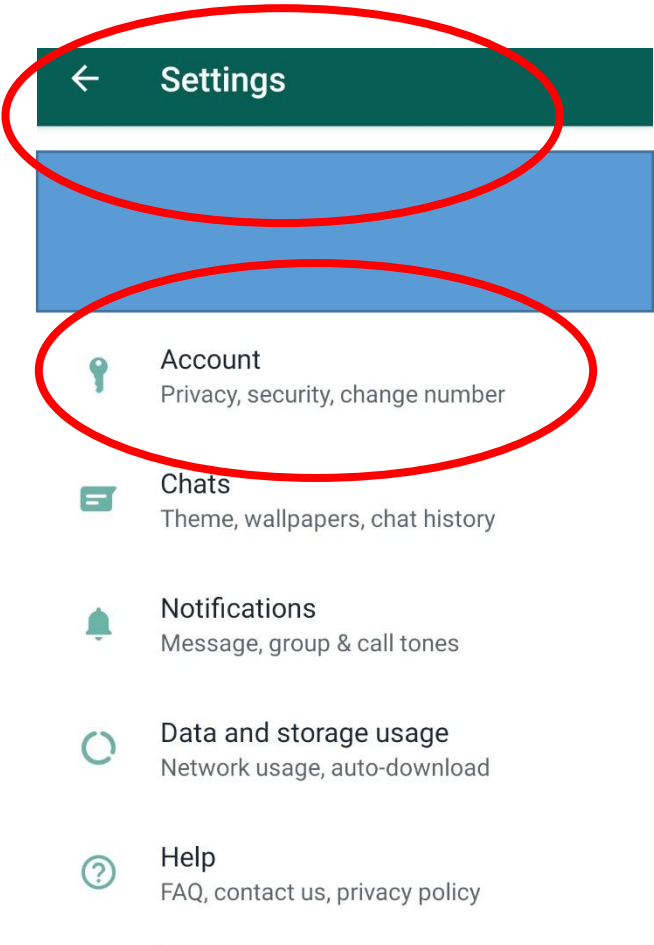 Settings
Account
Privacy, security, change number
Chats
Theme, wallpapers, chat history
Notifications
Message, group & call tones
Data and storage usage
Network usage, auto-download
Help
FAQ, contact us, privacy policy